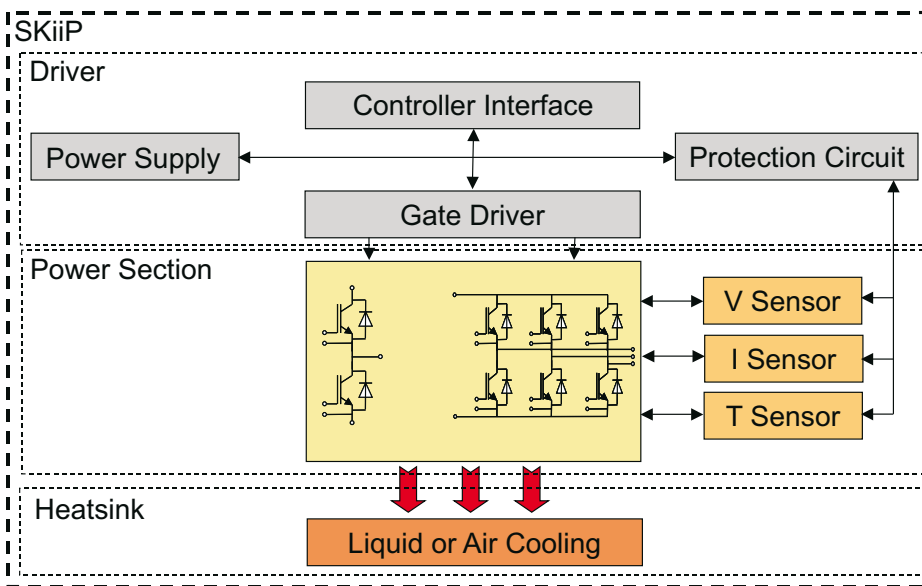 SKiiP
Driver
Controller Interface
Power Supply
Protection Circuit
Gate Driver
Power Section
V Sensor
I Sensor
T Sensor
Heatsink
Liquid or Air Cooling